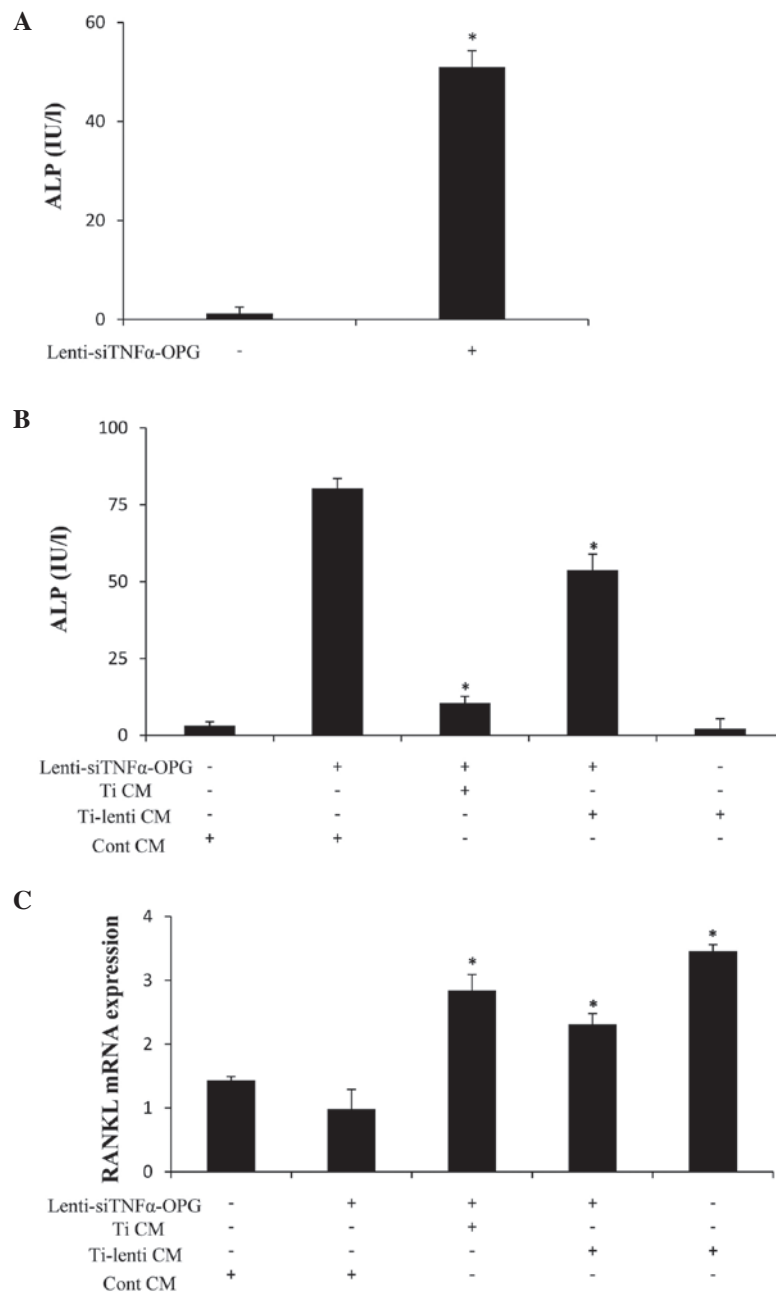 A
ALP (IU/l)
60
40
20
0
*
Lenti-siTNFα-OPG - +
B
ALP (IU/l)
100
75
50
25
0
* *
Lenti-siTNFα-OPG - + + + -
Ti CM - - + - -
Ti-lenti CM - - - + +
Cont CM + + - - -
C
RANKL mRNA expression
4
3
2
1
0
* * *
Lenti-siTNFα-OPG - + + + -
Ti CM - - + - -
Ti-lenti CM - - - + +
Cont CM + + - - -